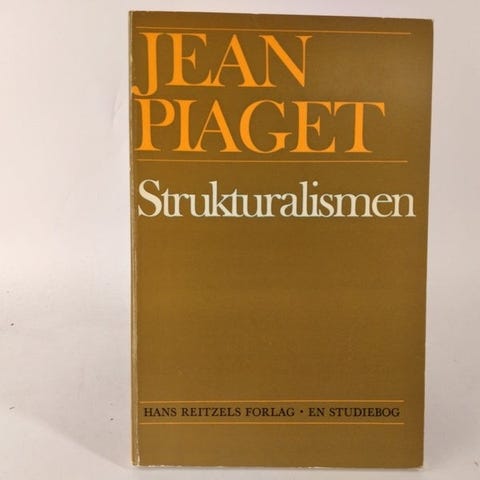 JEAN
PIAGET
Strukturalismen
HANS REITZELS FORLAG • EN STUDIEBOG